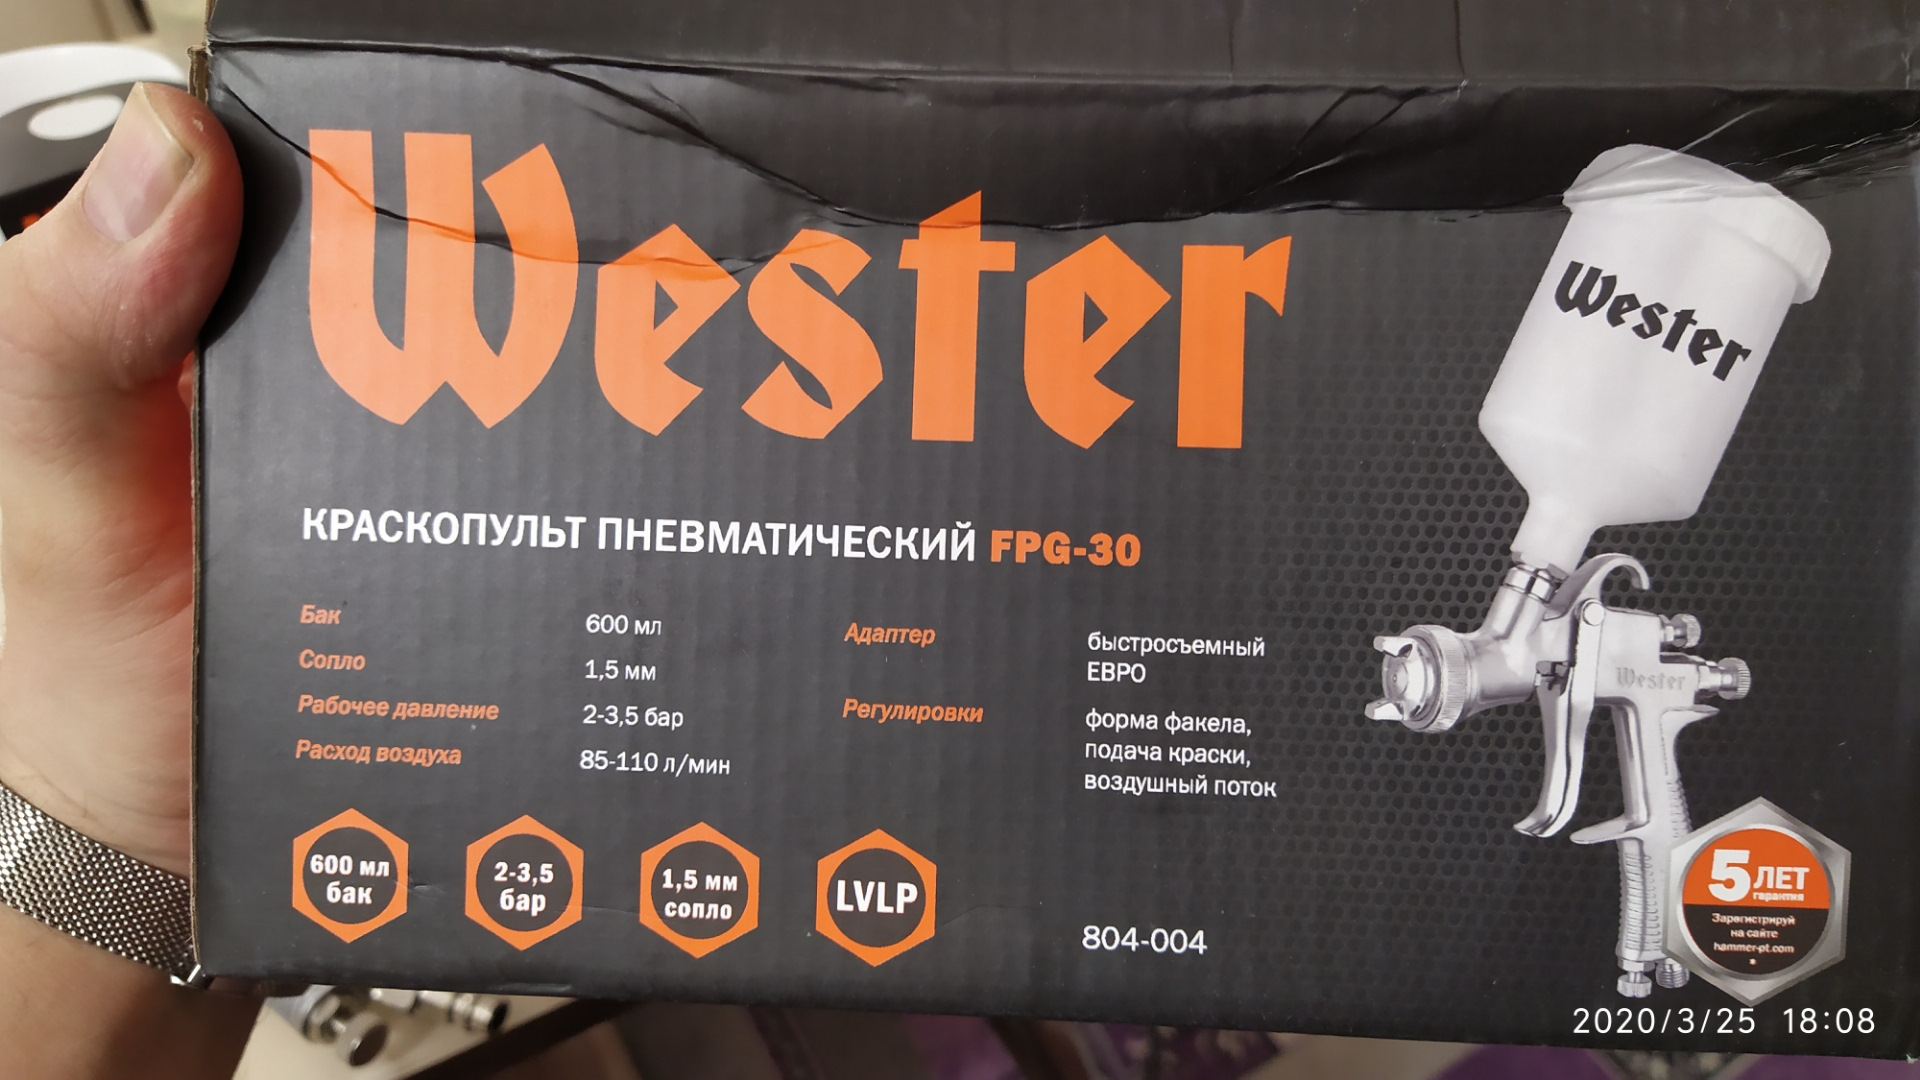 Wester
Wester
КРАСКОПУЛЬТ ПНЕВМАТИЧЕСКИЙ FPG-30
Бак 600 мл
Сопло 1,5 мм
Рабочее давление 2-3,5 бар
Расход воздуха 85-110 л/мин
Адаптер быстросъемный
ЕВРО
Регулировки форма факела,
подача краски,
воздушный поток
Wester
600 мл
бак
2-3,5
бар
1,5 мм
сопло
LVLP
804-004
5 ЛЕТ
гарантия
Зарегистрируй
на сайте
hammer-pt.com
2020/3/25 18:08